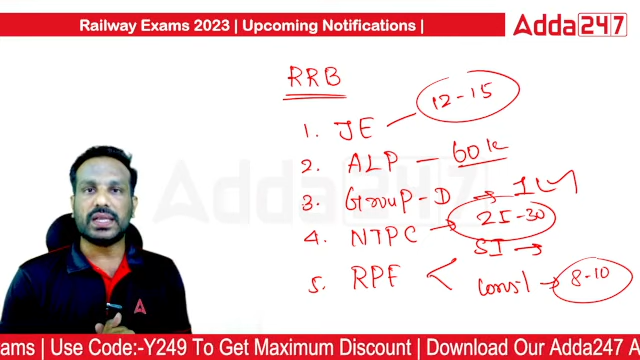 Railway Exams 2023 | Upcoming Notifications |
Adda247
RRB
1. JE 12-15
2. ALP - 60k
3. Group-D → 1L
4. NTPC → 25-30
SI →
5. RPF <
const → 8-10
Adda247
ams | Use Code:-Y249 To Get Maximum Discount | Download Our Adda247 A